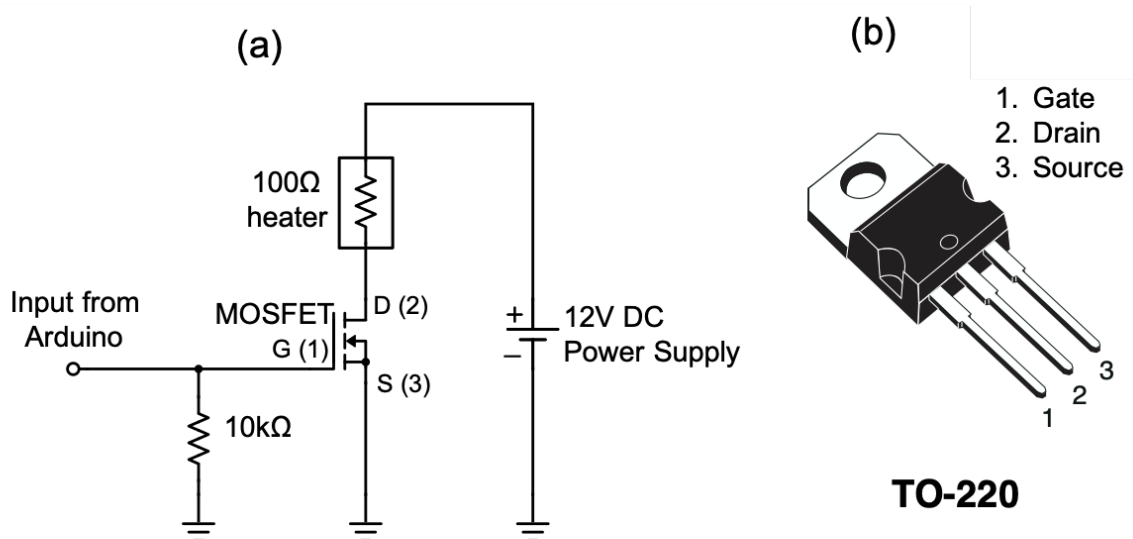 (a)
100Ω
heater
Input from
Arduino
MOSFET
D (2)
G (1)
S (3)
10kΩ
+
12V DC
–
Power Supply
(b)
1. Gate
2. Drain
3. Source
1
2
3
TO-220